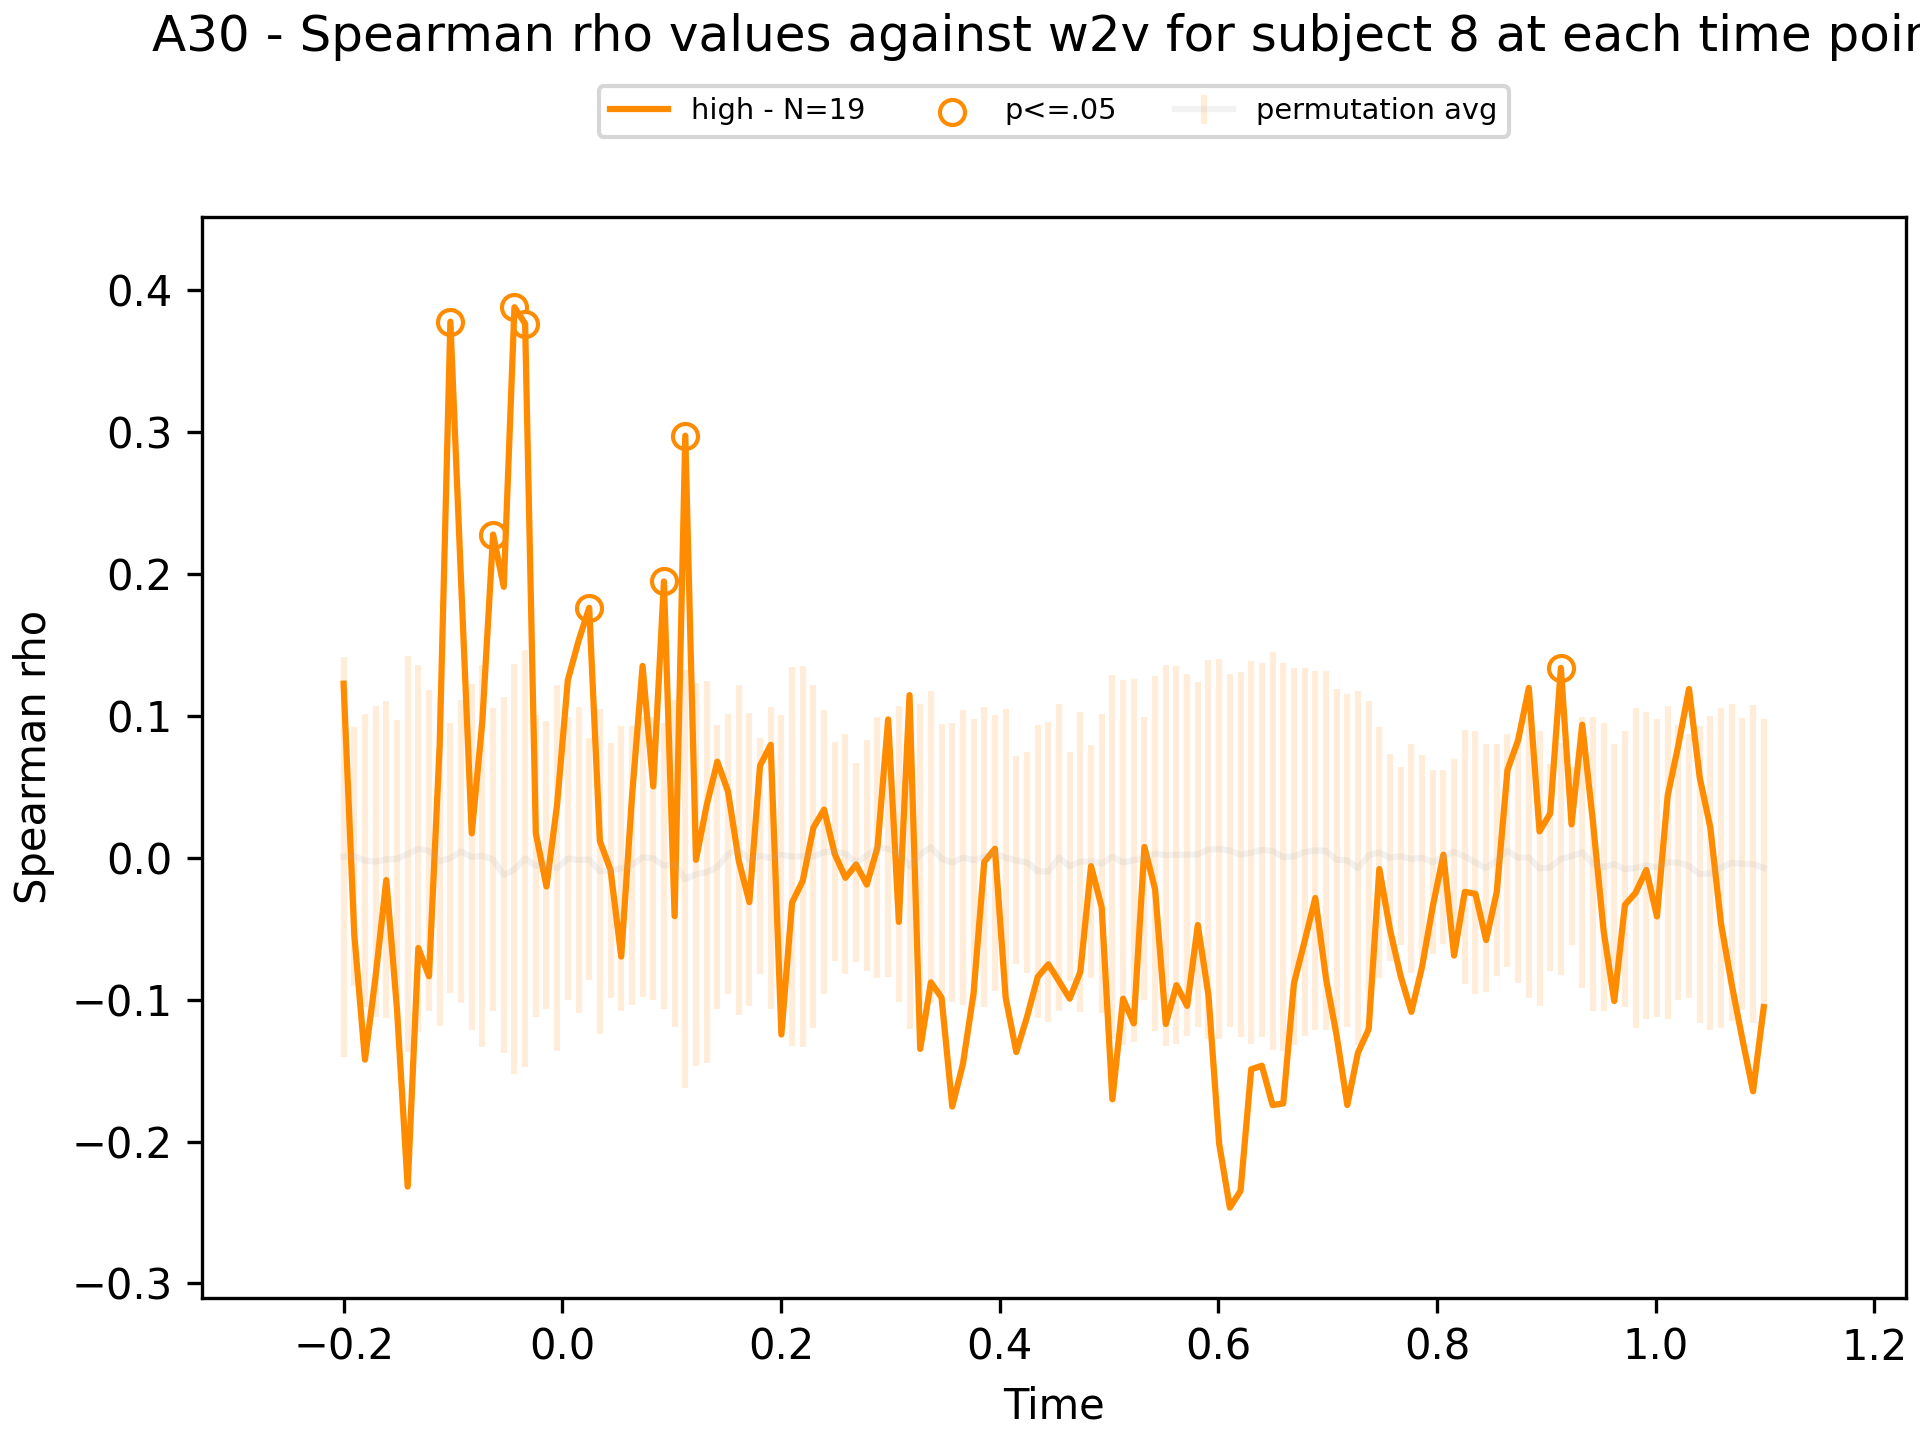 A30 - Spearman rho values against w2v for subject 8 at each time poin
high - N=19 p<=.05 permutation avg
0.4
0.3
0.2
0.1
0.0
−0.1
−0.2
−0.3
Spearman rho
−0.2 0.0 0.2 0.4 0.6 0.8 1.0 1.2
Time